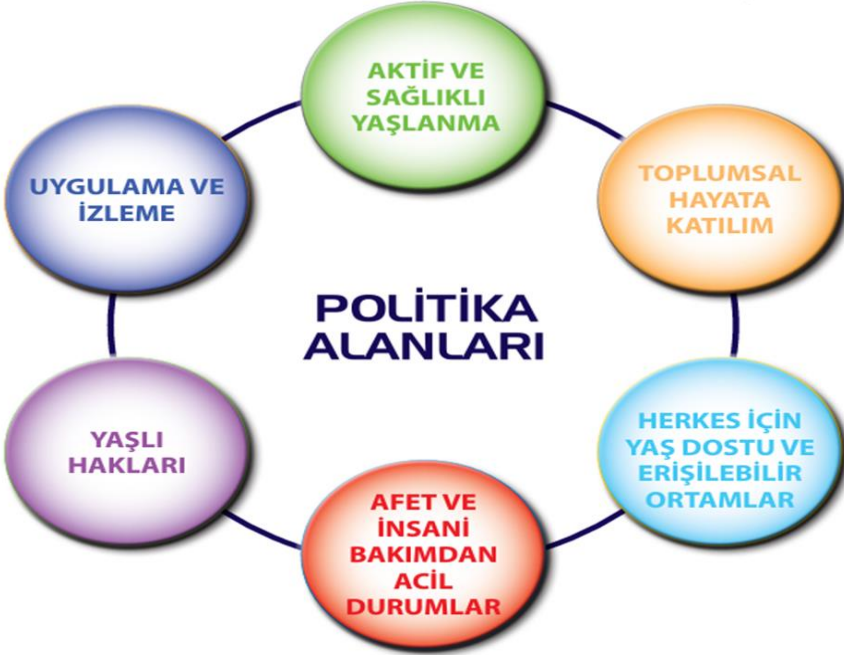 AKTİF VE
SAĞLIKLI
YAŞLANMA
TOPLUMSAL
HAYATA
KATILIM
HERKES İÇİN
YAŞ DOSTU VE
ERİŞİLEBİLİR
ORTAMLAR
AFET VE
İNSANİ
BAKIMDAN
ACİL
DURUMLAR
YAŞLI
HAKLARI
UYGULAMA VE
İZLEME
POLİTİKA
ALANLARI